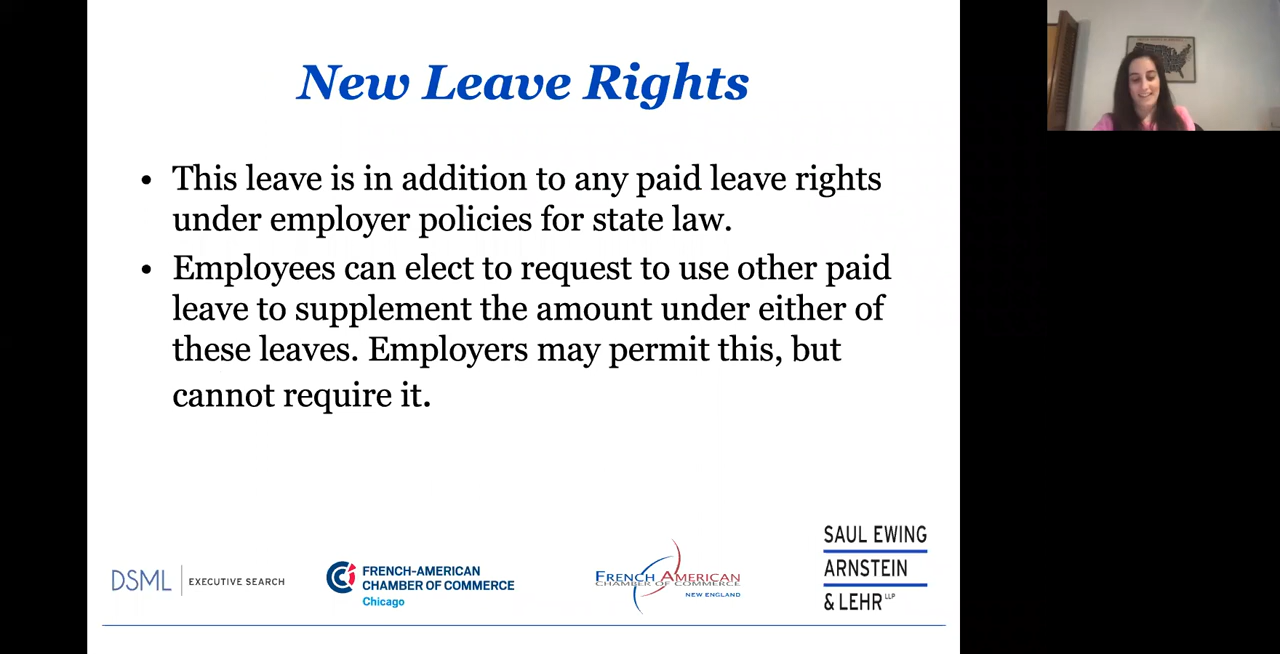 New Leave Rights
• This leave is in addition to any paid leave rights
under employer policies for state law.
• Employees can elect to request to use other paid
leave to supplement the amount under either of
these leaves. Employers may permit this, but
cannot require it.
DSML EXECUTIVE SEARCH
FRENCH-AMERICAN
CHAMBER OF COMMERCE
Chicago
FRENCH AMERICAN
CHAMBER OF COMMERCE
NEW ENGLAND
SAUL EWING
ARNSTEIN
& LEHR LLP